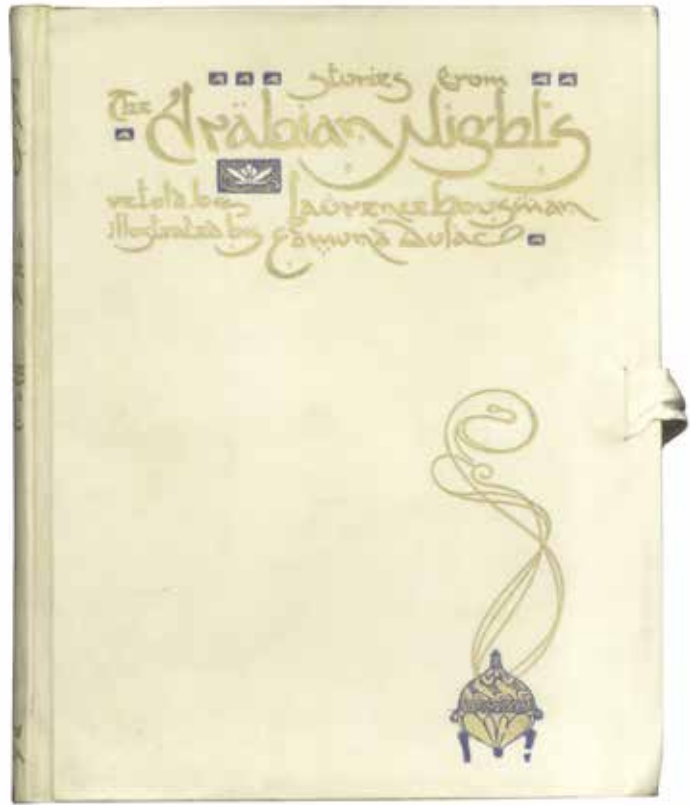 stories from
The Arabian Nights
retold by Laurence Housman
illustrated by Edmund Dulac